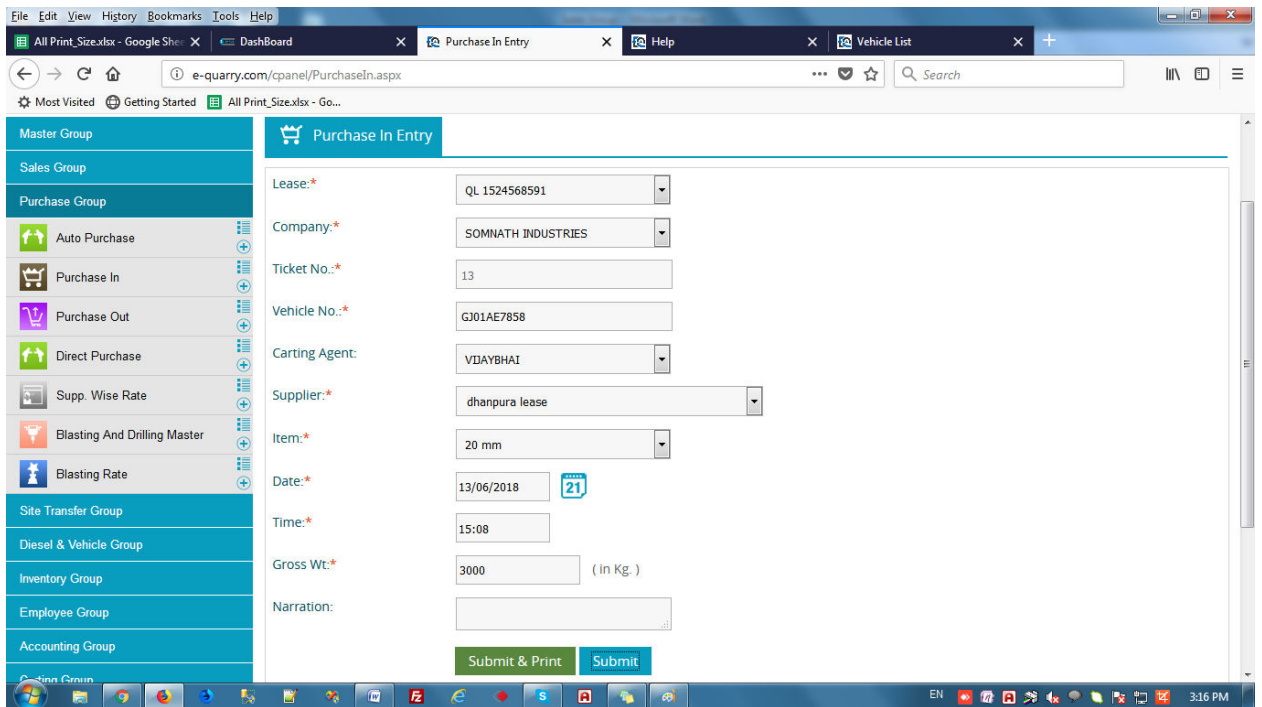 File Edit View History Bookmarks Tools Help
All Print_Size.xlsx - Google Shee DashBoard Purchase In Entry Help Vehicle List
e-quarry.com/cpanel/PurchaseIn.aspx Search
Most Visited Getting Started All Print_Size.xlsx - Go...
Master Group
Sales Group
Purchase Group
Auto Purchase
Purchase In
Purchase Out
Direct Purchase
Supp. Wise Rate
Blasting And Drilling Master
Blasting Rate
Site Transfer Group
Diesel & Vehicle Group
Inventory Group
Employee Group
Accounting Group
Purchase In Entry
Lease:* QL 1524568591
Company:* SOMNATH INDUSTRIES
Ticket No.:* 13
Vehicle No.:* GJ01AE7858
Carting Agent: VIJAYBHAI
Supplier:* dhanpura lease
Item:* 20 mm
Date:* 13/06/2018 21
Time:* 15:08
Gross Wt:* 3000 ( in Kg. )
Narration:
Submit & Print Submit
EN 3:16 PM